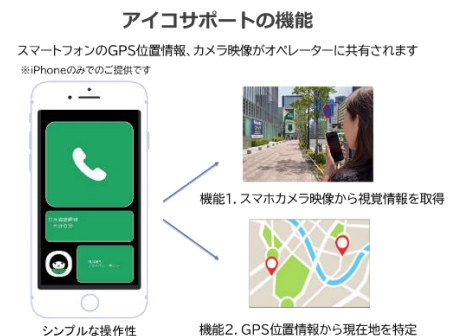 アイコサポートの機能
スマートフォンのGPS位置情報、カメラ映像がオペレーターに共有されます
※iPhoneのみでのご提供です
機能1．スマホカメラ映像から視覚情報を取得
シンプルな操作性
機能2．GPS位置情報から現在地を特定